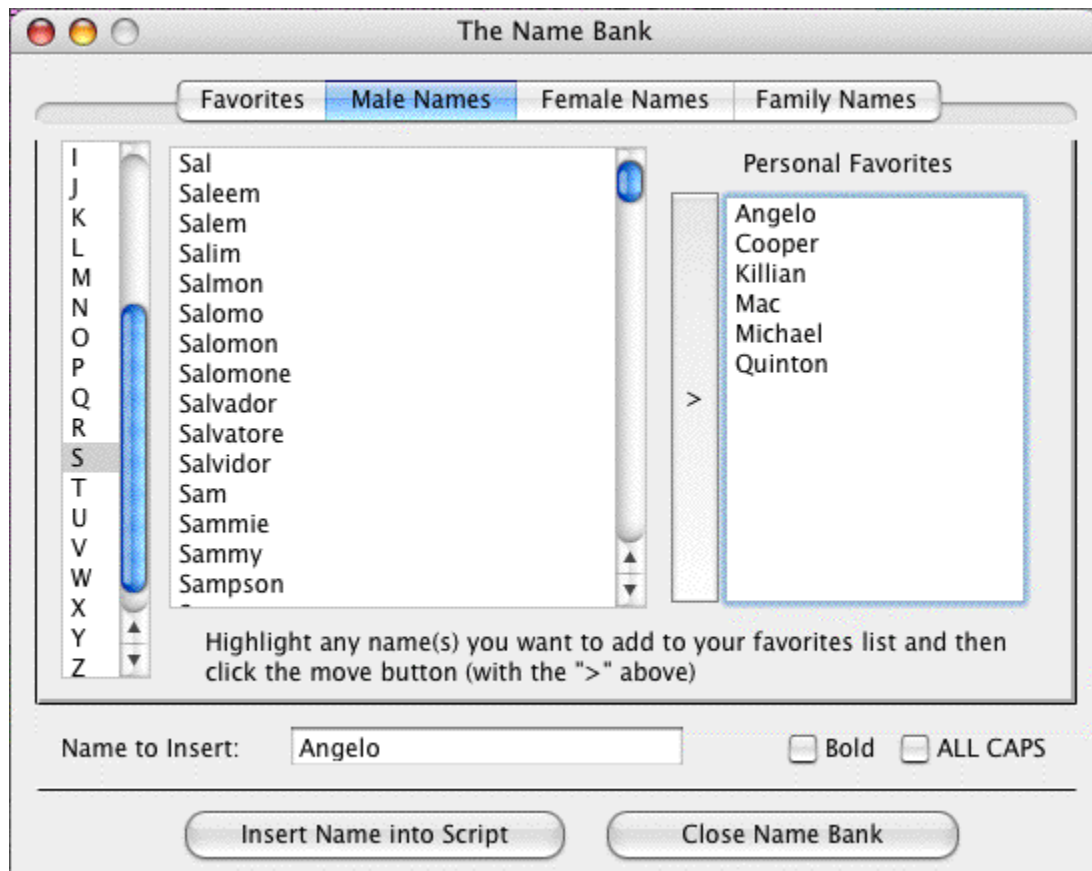 The Name Bank
Favorites Male Names Female Names Family Names
I
J
K
L
M
N
O
P
Q
R
S
T
U
V
W
X
Y
Z
Sal
Saleem
Salem
Salim
Salmon
Salomo
Salomon
Salomone
Salvador
Salvatore
Salvidor
Sam
Sammie
Sammy
Sampson
>
Personal Favorites
Angelo
Cooper
Killian
Mac
Michael
Quinton
Highlight any name(s) you want to add to your favorites list and then
click the move button (with the ">" above)
Name to Insert: Angelo Bold ALL CAPS
Insert Name into Script Close Name Bank